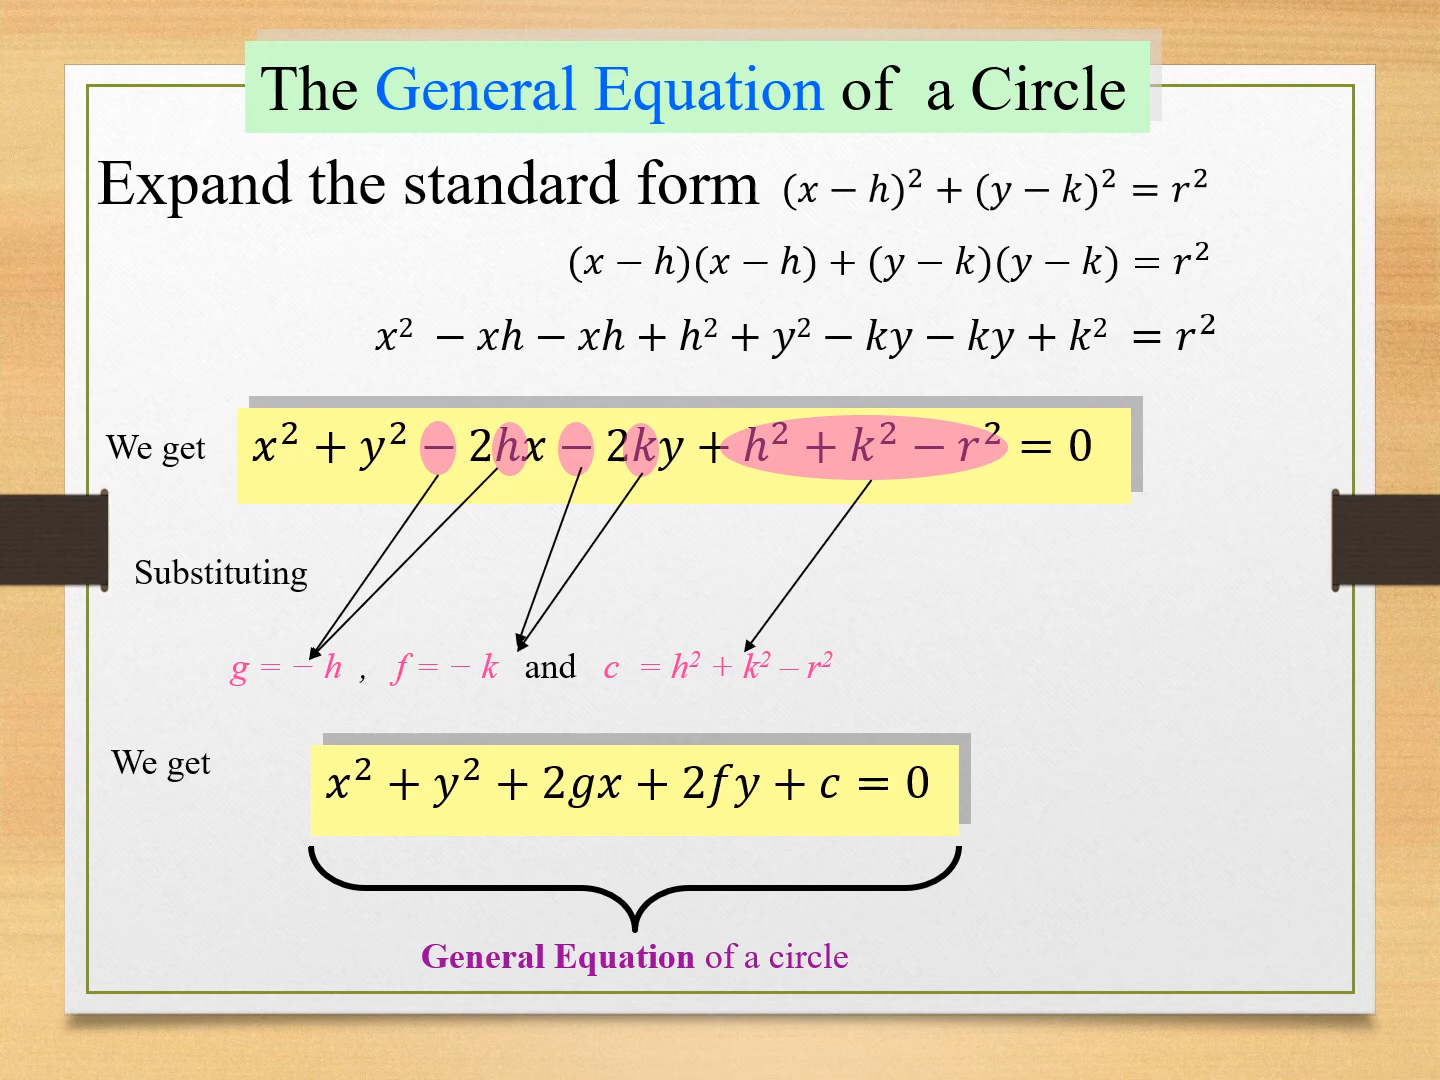 The General Equation of a Circle
Expand the standard form (x − h)² + (y − k)² = r²
(x − h)(x − h) + (y − k)(y − k) = r²
x² − xh − xh + h² + y² − ky − ky + k² = r²
We get x² + y² − 2hx − 2ky + h² + k² − r² = 0
Substituting
g = − h , f = − k and c = h² + k² – r²
We get x² + y² + 2gx + 2fy + c = 0
General Equation of a circle